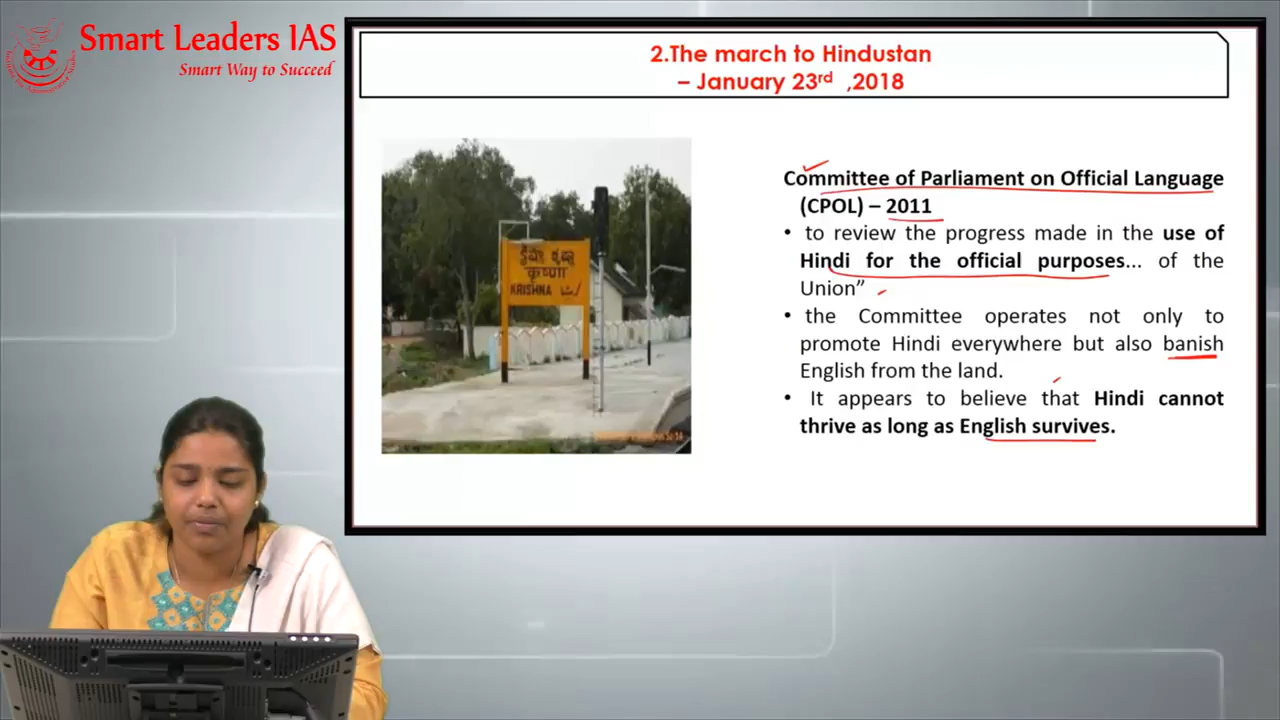 Smart Leaders IAS
Smart Way to Succeed
2.The march to Hindustan
– January 23rd ,2018
Committee of Parliament on Official Language
(CPOL) – 2011
• to review the progress made in the use of
Hindi for the official purposes... of the
Union”
• the Committee operates not only to
promote Hindi everywhere but also banish
English from the land.
• It appears to believe that Hindi cannot
thrive as long as English survives.
कृष्णा
KRISHNA